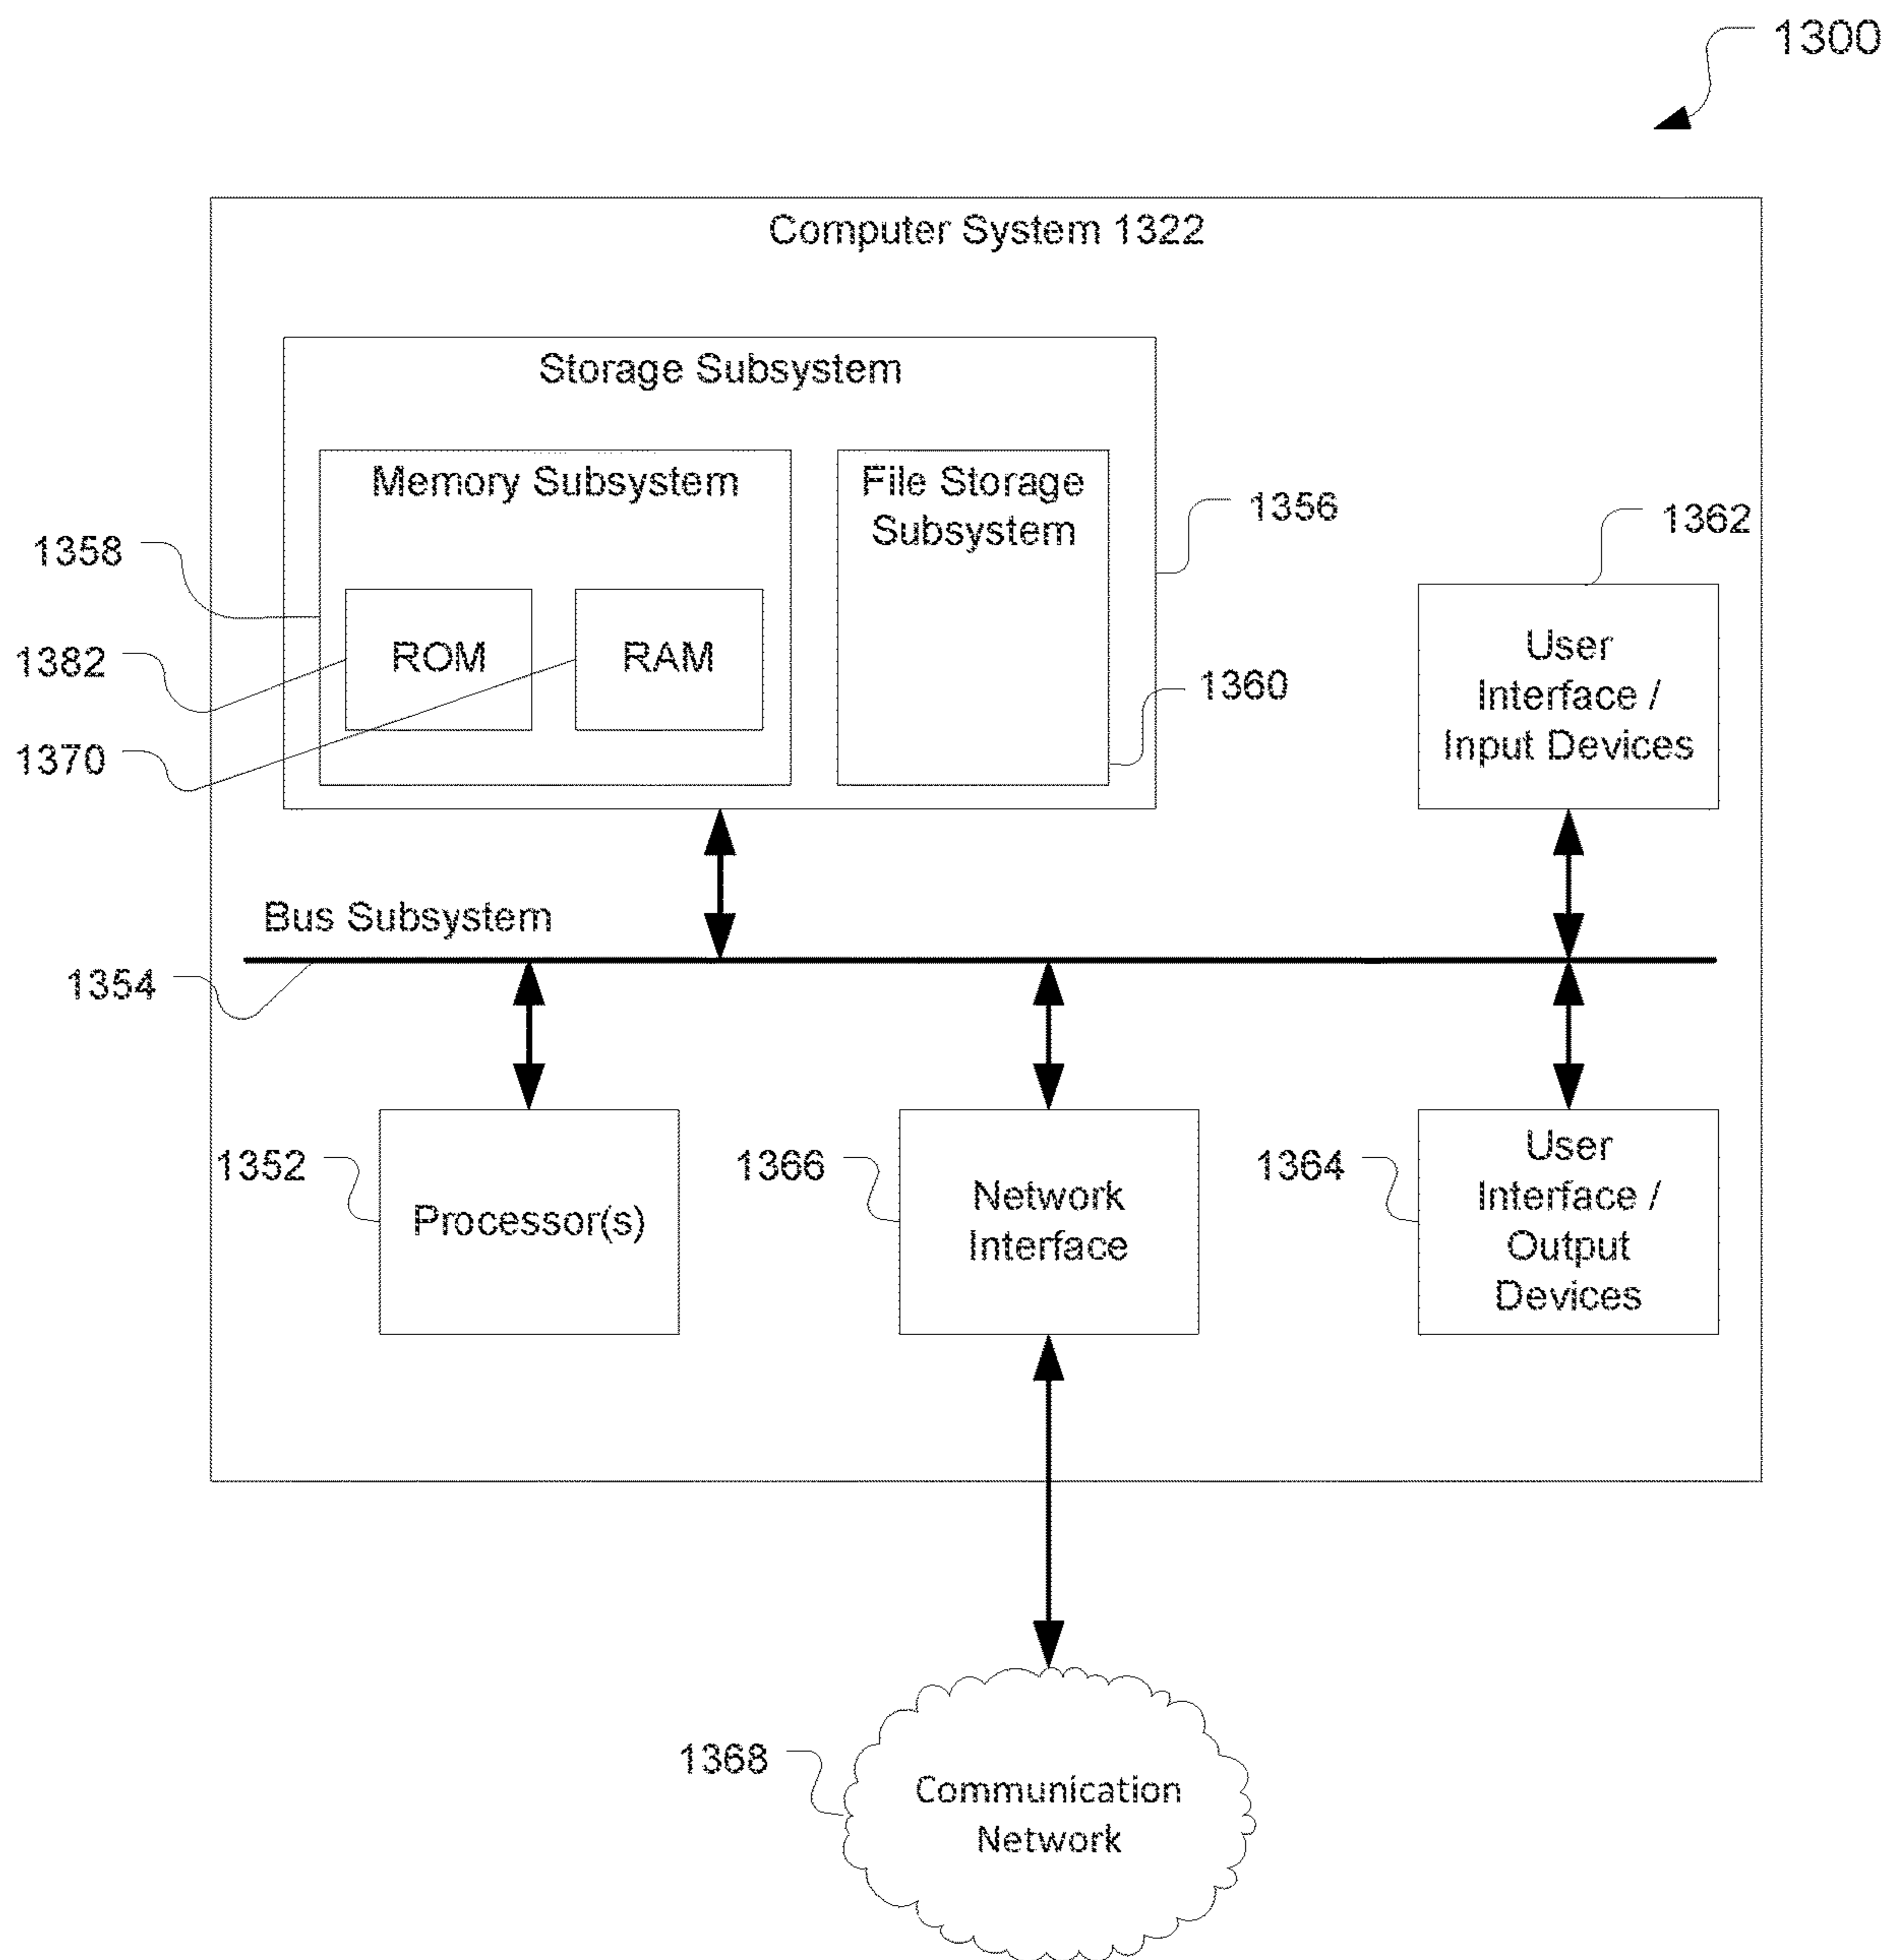 1300
Computer System 1322
Storage Subsystem
Memory Subsystem
File Storage
Subsystem
1356
1362
1358
ROM
RAM
1382
1360
1370
User
Interface /
Input Devices
Bus Subsystem
1354
1352
Processor(s)
1366
Network
Interface
1364
User
Interface /
Output
Devices
1368
Communication
Network